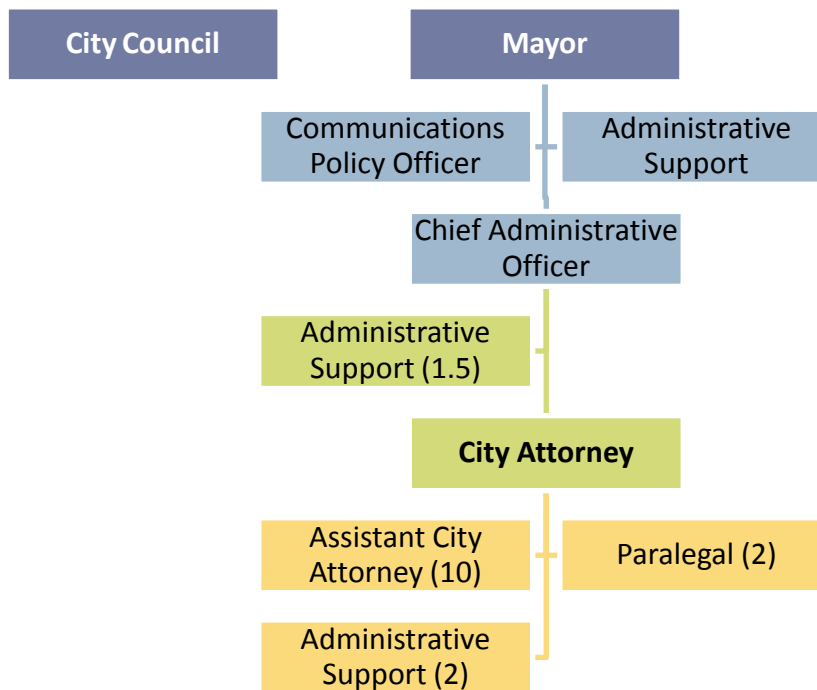 City Council
Mayor
Communications
Policy Officer
Administrative
Support
Chief Administrative
Officer
Administrative
Support (1.5)
City Attorney
Assistant City
Attorney (10)
Paralegal (2)
Administrative
Support (2)